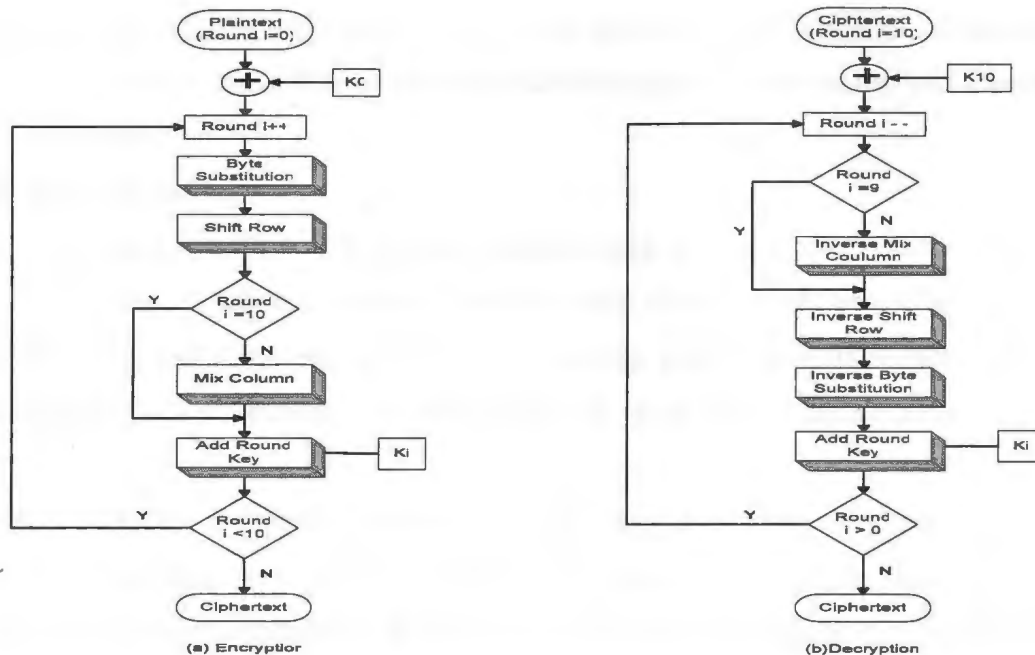 Plaintext
(Round i=0)
K0
Round i++
Byte
Substitution
Shift Row
Round
i =10
Y
N
Mix Column
Add Round
Key
Ki
Round
i <10
Y
N
Ciphertext
(a) Encryption
Ciphtertext
(Round i=10)
K10
Round i --
Round
i =9
Y
N
Inverse Mix
Coulumn
Inverse Shift
Row
Inverse Byte
Substitution
Add Round
Key
Ki
Round
i > 0
Y
N
Ciphertext
(b)Decryption